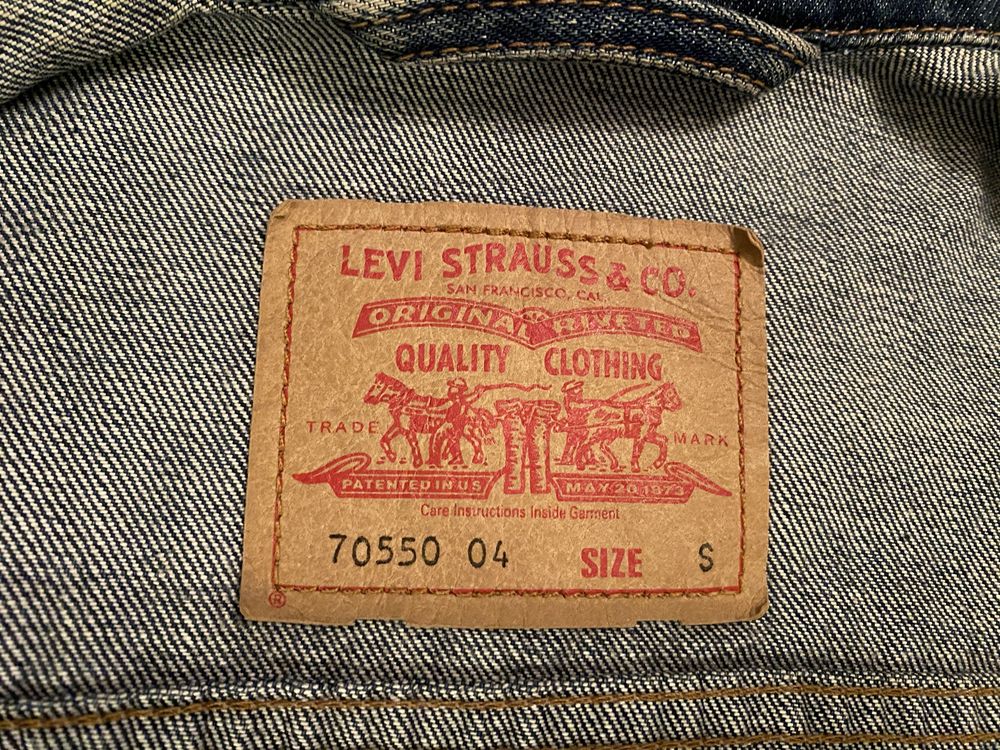 LEVI STRAUSS & CO.
SAN FRANCISCO, CAL.
ORIGINAL RIVETED
QUALITY CLOTHING
TRADE MARK
PATENTED IN U.S. MAY 20 1873
Care Instructions Inside Garment
70550 04 SIZE S
®